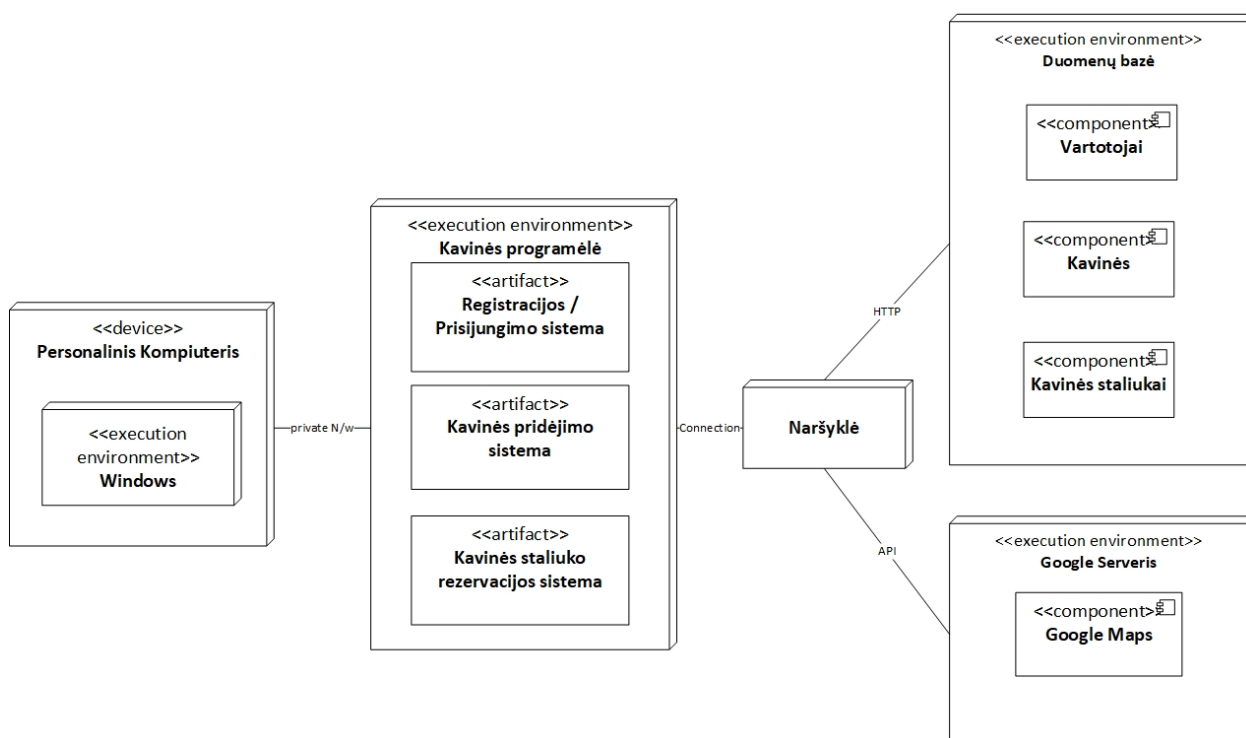 <<device>>
Personalinis Kompiuteris
<<execution
environment>>
Windows
private N/w
<<execution environment>>
Kavinės programėlė
<<artifact>>
Registracijos /
Prisijungimo sistema
<<artifact>>
Kavinės pridėjimo
sistema
<<artifact>>
Kavinės staliuko
rezervacijos sistema
Connection
Naršyklė
HTTP
API
<<execution environment>>
Duomenų bazė
<<component>>
Vartotojai
<<component>>
Kavinės
<<component>>
Kavinės staliukai
<<execution environment>>
Google Serveris
<<component>>
Google Maps